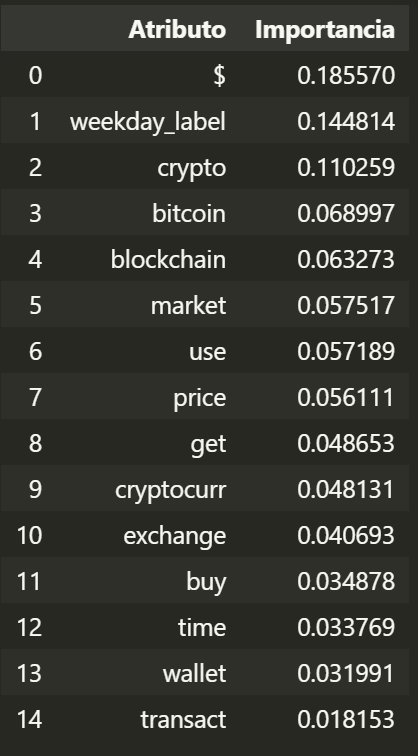 Atributo Importancia
0 $ 0.185570
1 weekday_label 0.144814
2 crypto 0.110259
3 bitcoin 0.068997
4 blockchain 0.063273
5 market 0.057517
6 use 0.057189
7 price 0.056111
8 get 0.048653
9 cryptocurr 0.048131
10 exchange 0.040693
11 buy 0.034878
12 time 0.033769
13 wallet 0.031991
14 transact 0.018153